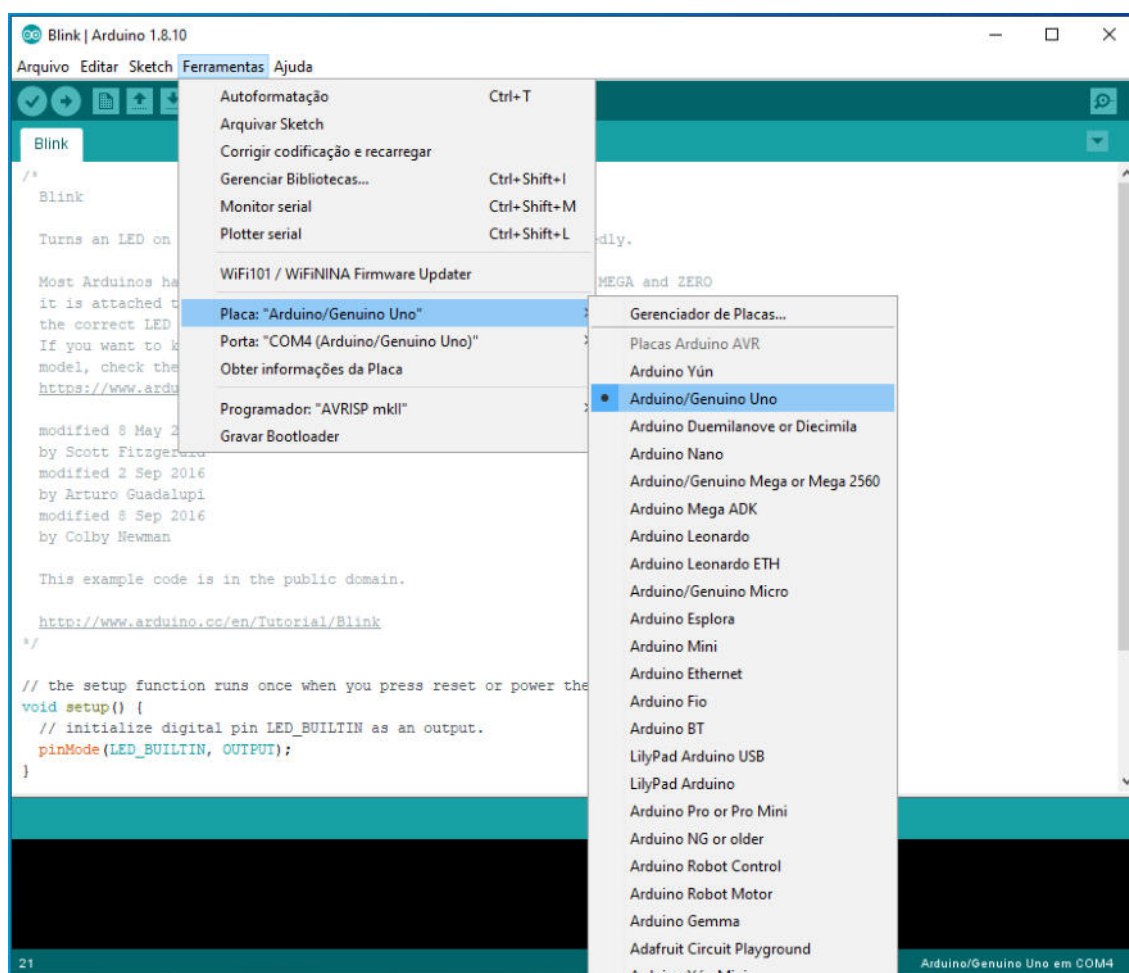 Blink | Arduino 1.8.10
Arquivo Editar Sketch Ferramentas Ajuda
Autoformatação Ctrl+T
Arquivar Sketch
Corrigir codificação e recarregar
Gerenciar Bibliotecas... Ctrl+Shift+I
Monitor serial Ctrl+Shift+M
Plotter serial Ctrl+Shift+L
WiFi101 / WiFiNINA Firmware Updater
Placa: "Arduino/Genuino Uno"
Porta: "COM4 (Arduino/Genuino Uno)"
Obter informações da Placa
Programador: "AVRISP mkII"
Gravar Bootloader
Gerenciador de Placas...
Placas Arduino AVR
Arduino Yún
Arduino/Genuino Uno
Arduino Duemilanove or Diecimila
Arduino Nano
Arduino/Genuino Mega or Mega 2560
Arduino Mega ADK
Arduino Leonardo
Arduino Leonardo ETH
Arduino/Genuino Micro
Arduino Esplora
Arduino Mini
Arduino Ethernet
Arduino Fio
Arduino BT
LilyPad Arduino USB
LilyPad Arduino
Arduino Pro or Pro Mini
Arduino NG or older
Arduino Robot Control
Arduino Robot Motor
Arduino Gemma
Adafruit Circuit Playground
Blink
/*
Blink
Turns an LED on
Most Arduinos ha MEGA and ZERO
it is attached t
the correct LED
If you want to k
model, check the
https://www.ardu
modified 8 May 2
by Scott Fitzgerald
modified 2 Sep 2016
by Arturo Guadalupi
modified 8 Sep 2016
by Colby Newman
This example code is in the public domain.
http://www.arduino.cc/en/Tutorial/Blink
*/
// the setup function runs once when you press reset or power the
void setup() {
// initialize digital pin LED_BUILTIN as an output.
pinMode(LED_BUILTIN, OUTPUT);
}
21 Arduino/Genuino Uno em COM4